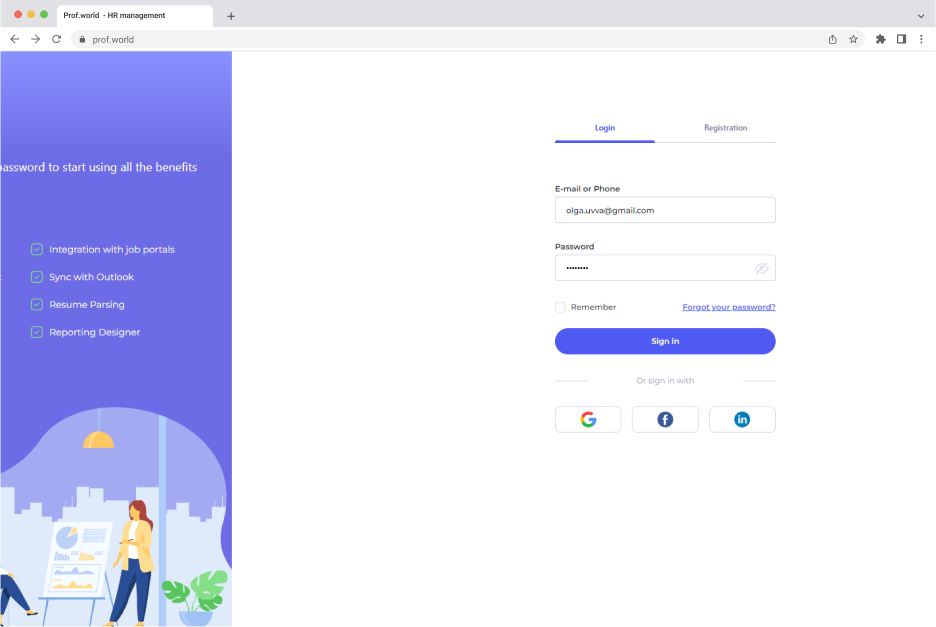 Prof.world - HR management
prof.world
password to start using all the benefits
Integration with job portals
Sync with Outlook
Resume Parsing
Reporting Designer
Login
Registration
E-mail or Phone
olga.uvva@gmail.com
Password
••••••••
Remember
Forgot your password?
Sign in
Or sign in with
in